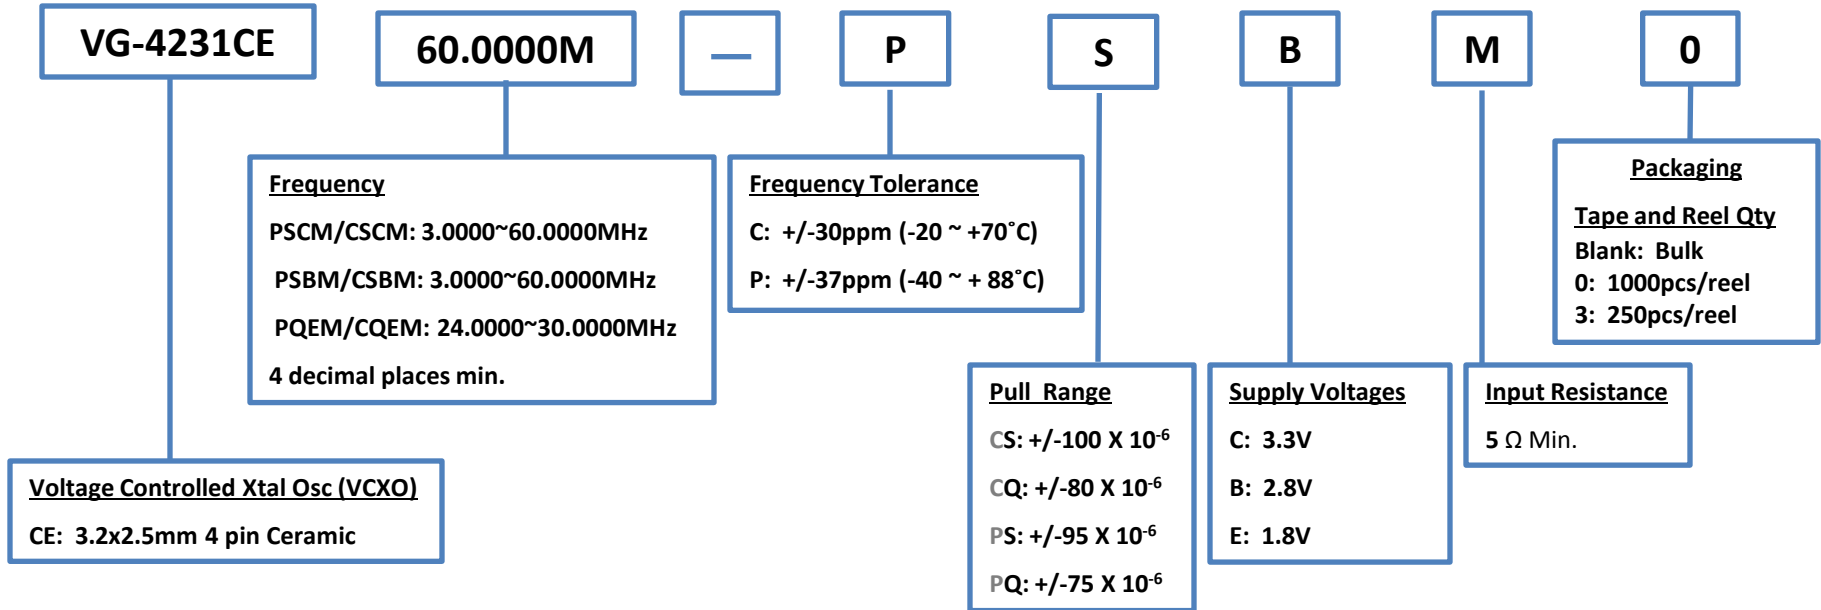 VG-4231CE
60.0000M
—
P
S
B
M
0
Frequency
PSCM/CSCM: 3.0000~60.0000MHz
PSBM/CSBM: 3.0000~60.0000MHz
PQEM/CQEM: 24.0000~30.0000MHz
4 decimal places min.
Frequency Tolerance
C: +/-30ppm (-20 ~ +70˚C)
P: +/-37ppm (-40 ~ + 88˚C)
Packaging
Tape and Reel Qty
Blank: Bulk
0: 1000pcs/reel
3: 250pcs/reel
Pull Range
CS: +/-100 X 10⁻⁶
CQ: +/-80 X 10⁻⁶
PS: +/-95 X 10⁻⁶
PQ: +/-75 X 10⁻⁶
Supply Voltages
C: 3.3V
B: 2.8V
E: 1.8V
Input Resistance
5 Ω Min.
Voltage Controlled Xtal Osc (VCXO)
CE: 3.2x2.5mm 4 pin Ceramic